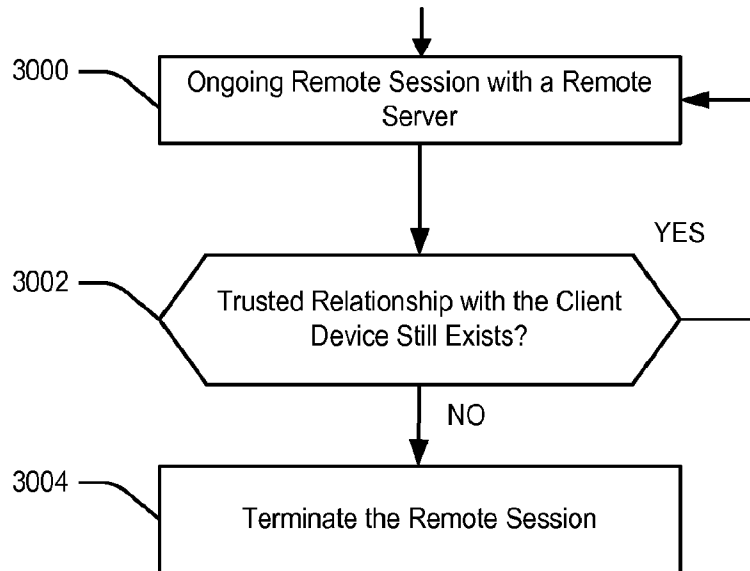 3000
Ongoing Remote Session with a Remote
Server
YES
3002
Trusted Relationship with the Client
Device Still Exists?
NO
3004
Terminate the Remote Session